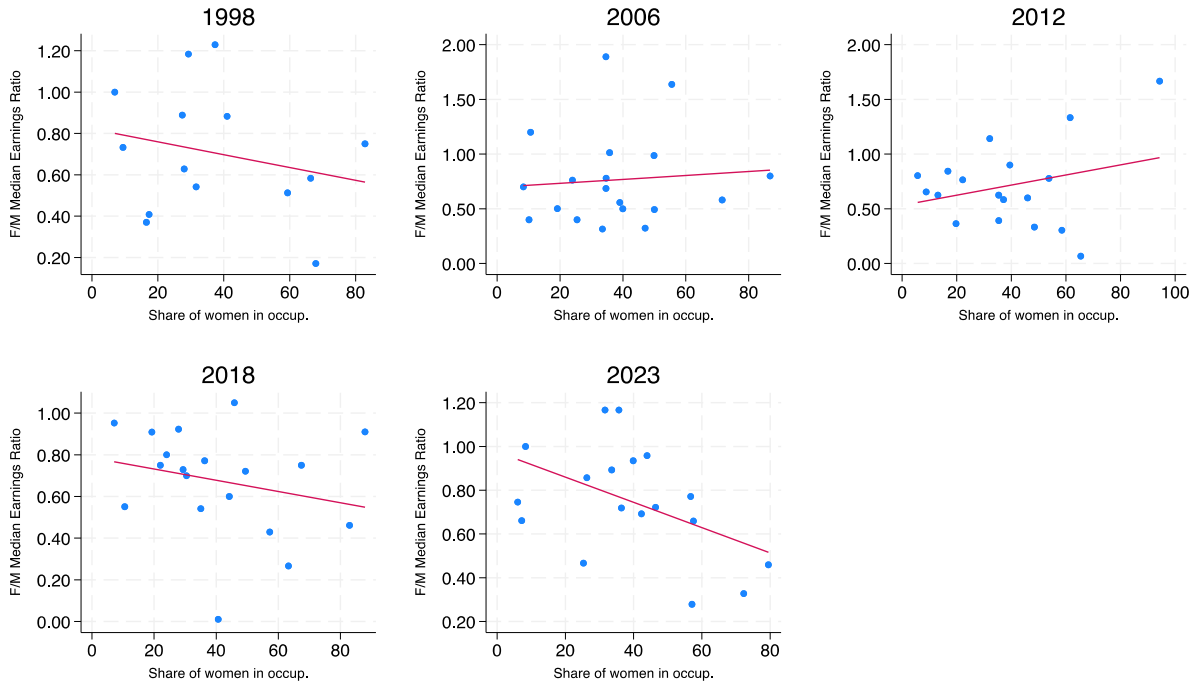 1998
F/M Median Earnings Ratio
1.20
1.00
0.80
0.60
0.40
0.20
0 20 40 60 80
Share of women in occup.
2006
F/M Median Earnings Ratio
2.00
1.50
1.00
0.50
0.00
0 20 40 60 80
Share of women in occup.
2012
F/M Median Earnings Ratio
2.00
1.50
1.00
0.50
0.00
0 20 40 60 80 100
Share of women in occup.
2018
F/M Median Earnings Ratio
1.00
0.80
0.60
0.40
0.20
0.00
0 20 40 60 80
Share of women in occup.
2023
F/M Median Earnings Ratio
1.20
1.00
0.80
0.60
0.40
0.20
0 20 40 60 80
Share of women in occup.